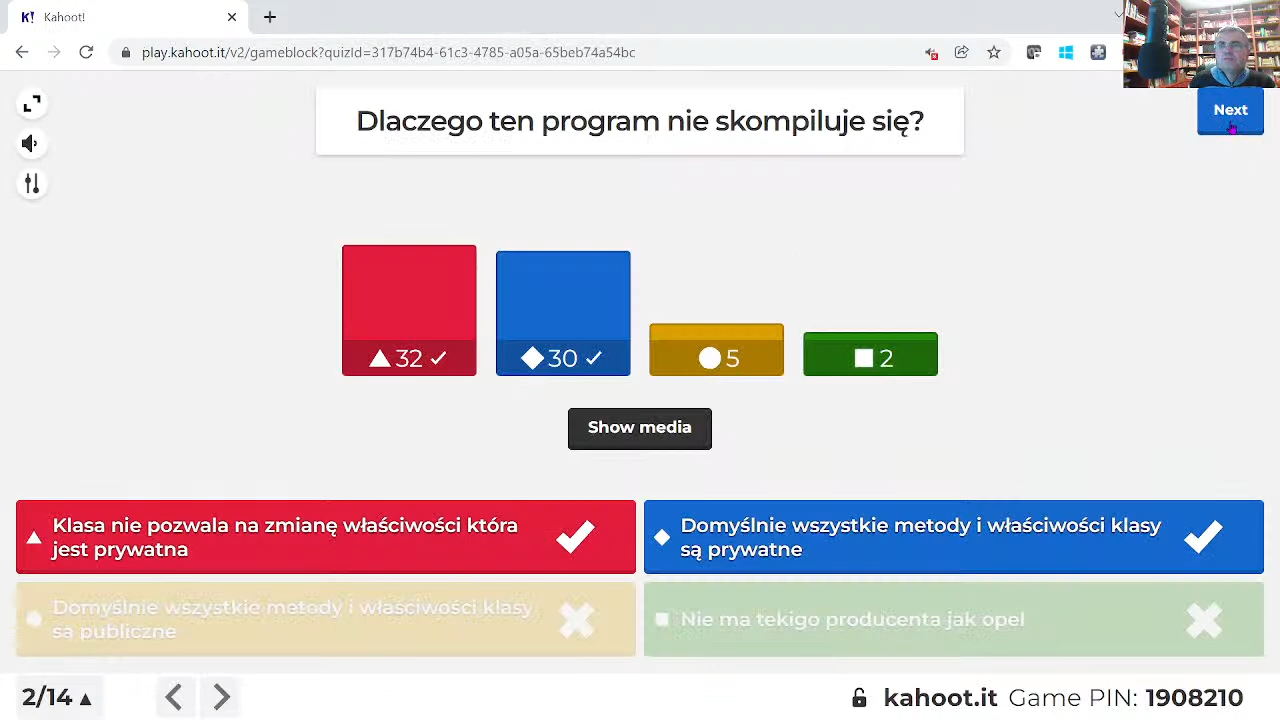 K! Kahoot!
play.kahoot.it/v2/gameblock?quizId=317b74b4-61c3-4785-a05a-65beb74a54bc
Dlaczego ten program nie skompiluje się?
Next
32
30
5
2
Show media
Klasa nie pozwala na zmianę właściwości która
jest prywatna
Domyślnie wszystkie metody i właściwości klasy
są prywatne
Domyślnie wszystkie metody i właściwości klasy
są publiczne
Nie ma tekigo producenta jak opel
2/14
kahoot.it Game PIN: 1908210